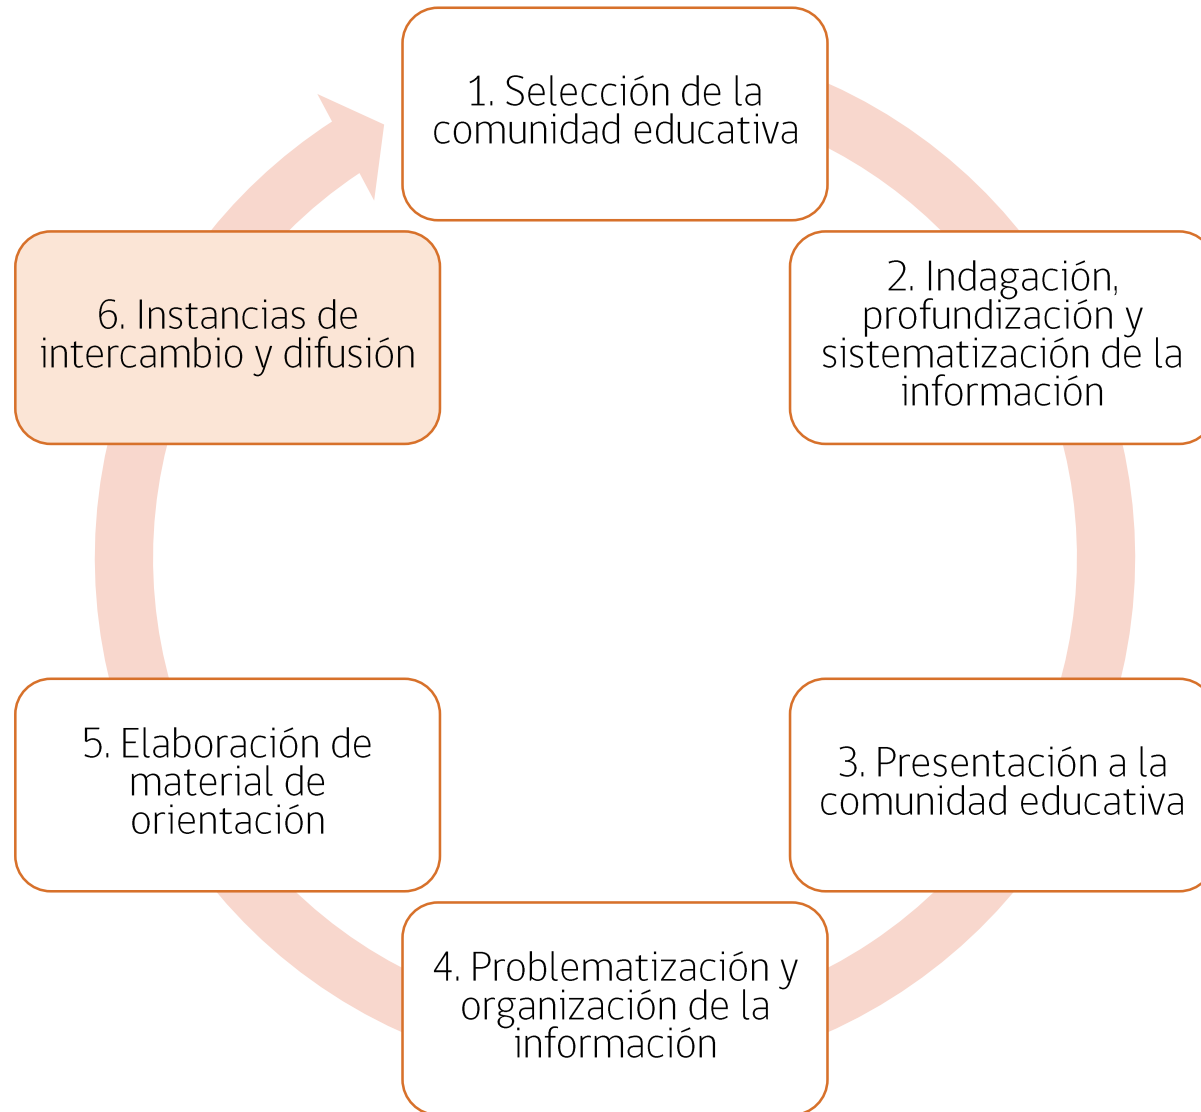 1. Selección de la
comunidad educativa
2. Indagación,
profundización y
sistematización de la
información
3. Presentación a la
comunidad educativa
4. Problematización y
organización de la
información
5. Elaboración de
material de
orientación
6. Instancias de
intercambio y difusión